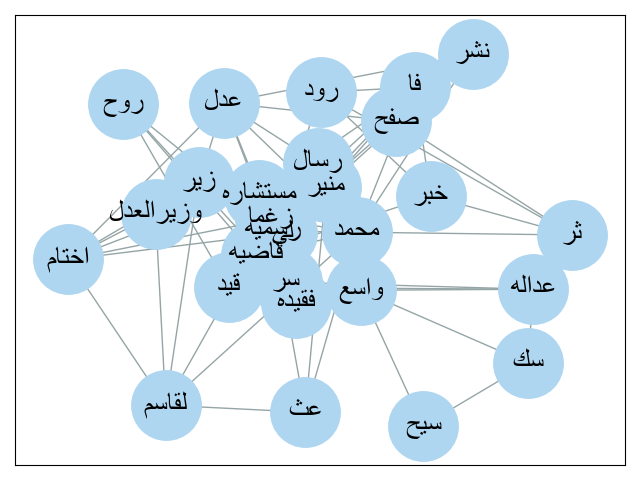 نشر
فا
رود
صفح
عدل
روح
رسال
زير
منير
مستشاره
خبر
وزيرالعدل
زغما
رسميه
محمد
ثر
قاضيه
اختام
سر
قيد
واسع
عداله
فقيده
سك
لقاسم
عث
سيح